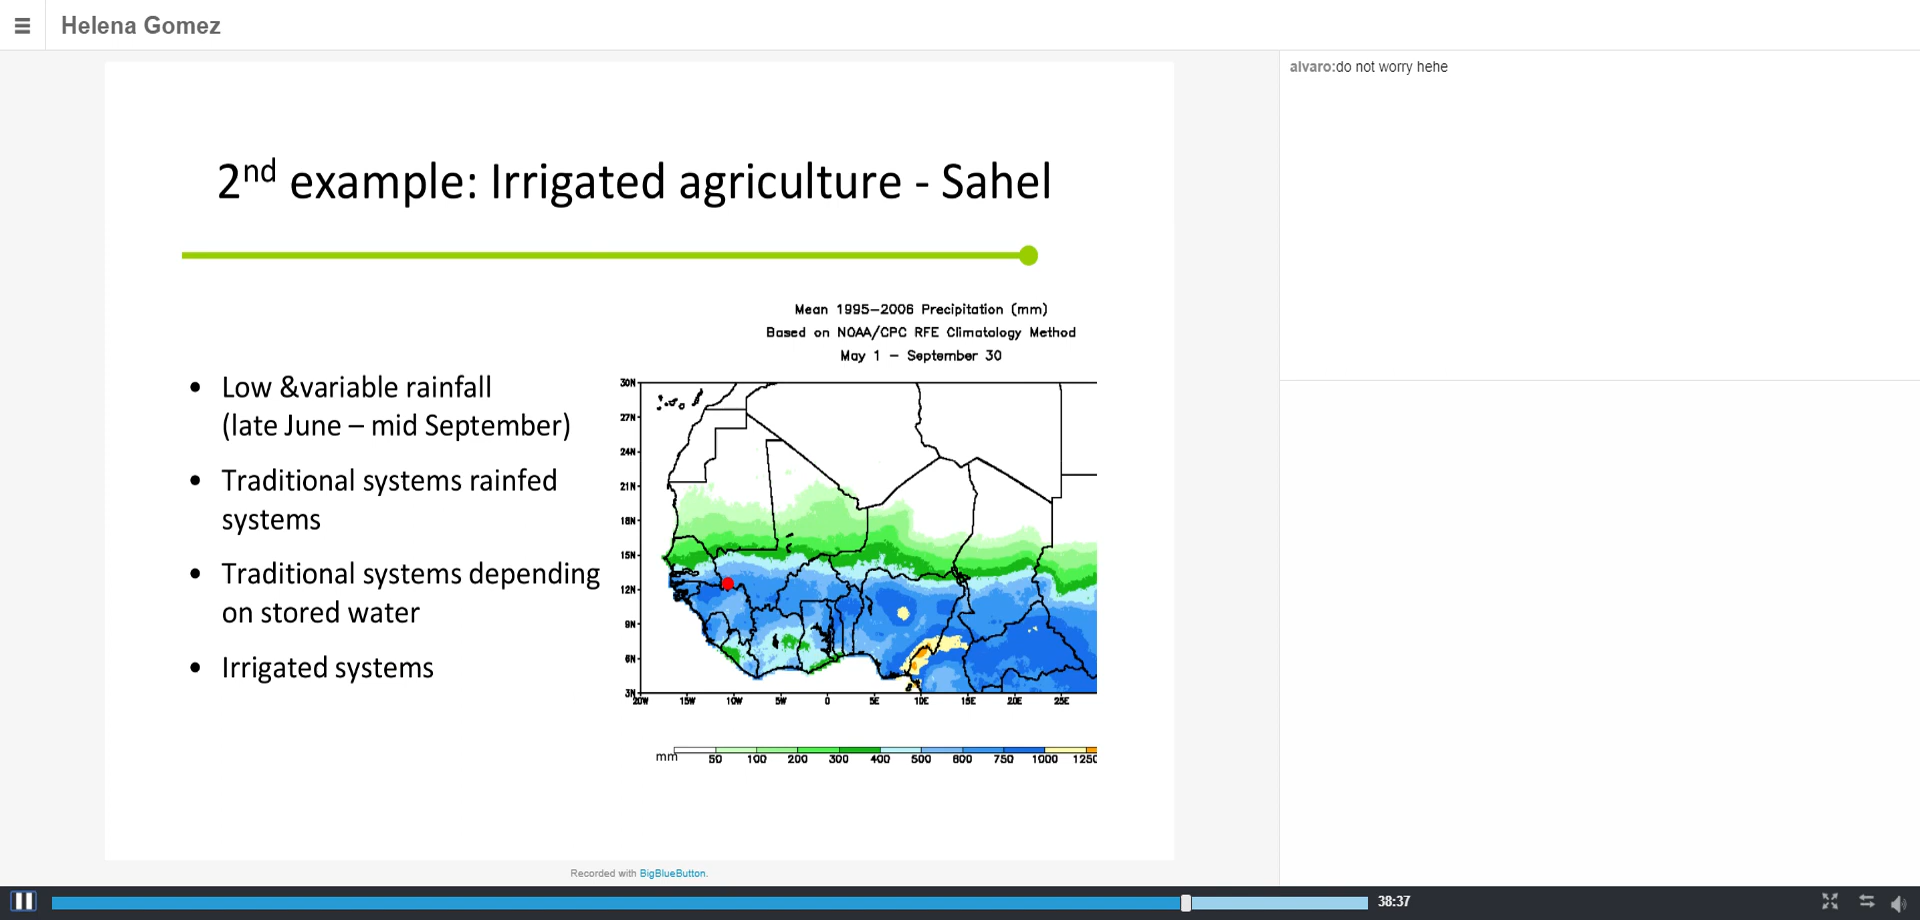 Helena Gomez
alvaro:do not worry hehe
2nd example: Irrigated agriculture - Sahel
Mean 1995–2006 Precipitation (mm)
Based on NOAA/CPC RFE Climatology Method
May 1 – September 30
• Low &variable rainfall
(late June – mid September)
• Traditional systems rainfed
systems
• Traditional systems depending
on stored water
• Irrigated systems
30N
27N
24N
21N
18N
15N
12N
9N
6N
3N
20W 15W 10W 5W 0 5E 10E 15E 20E 25E
mm 50 100 200 300 400 500 600 750 1000 1250
Recorded with BigBlueButton.
38:37